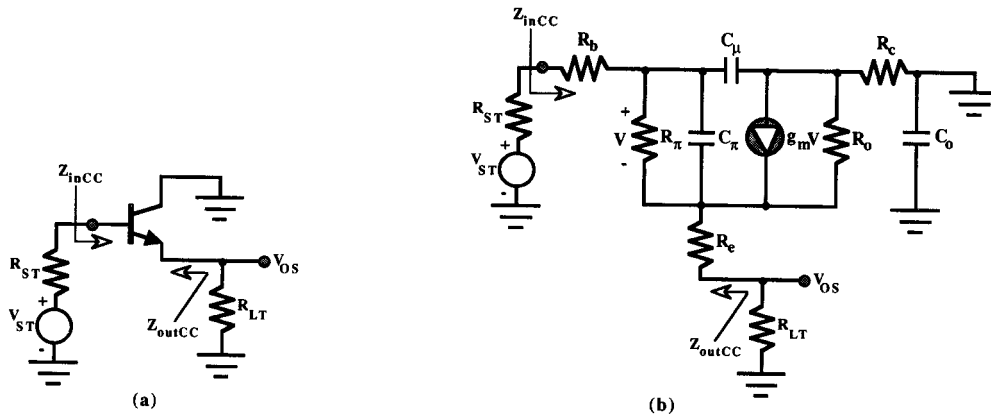 Z_inCC
R_ST
V_ST
+
-
V_OS
R_LT
Z_outCC
(a)
Z_inCC
R_b
C_μ
R_c
R_ST
+
V_ST
-
+
V
-
R_π
C_π
g_mV
R_o
C_o
R_e
V_OS
R_LT
Z_outCC
(b)